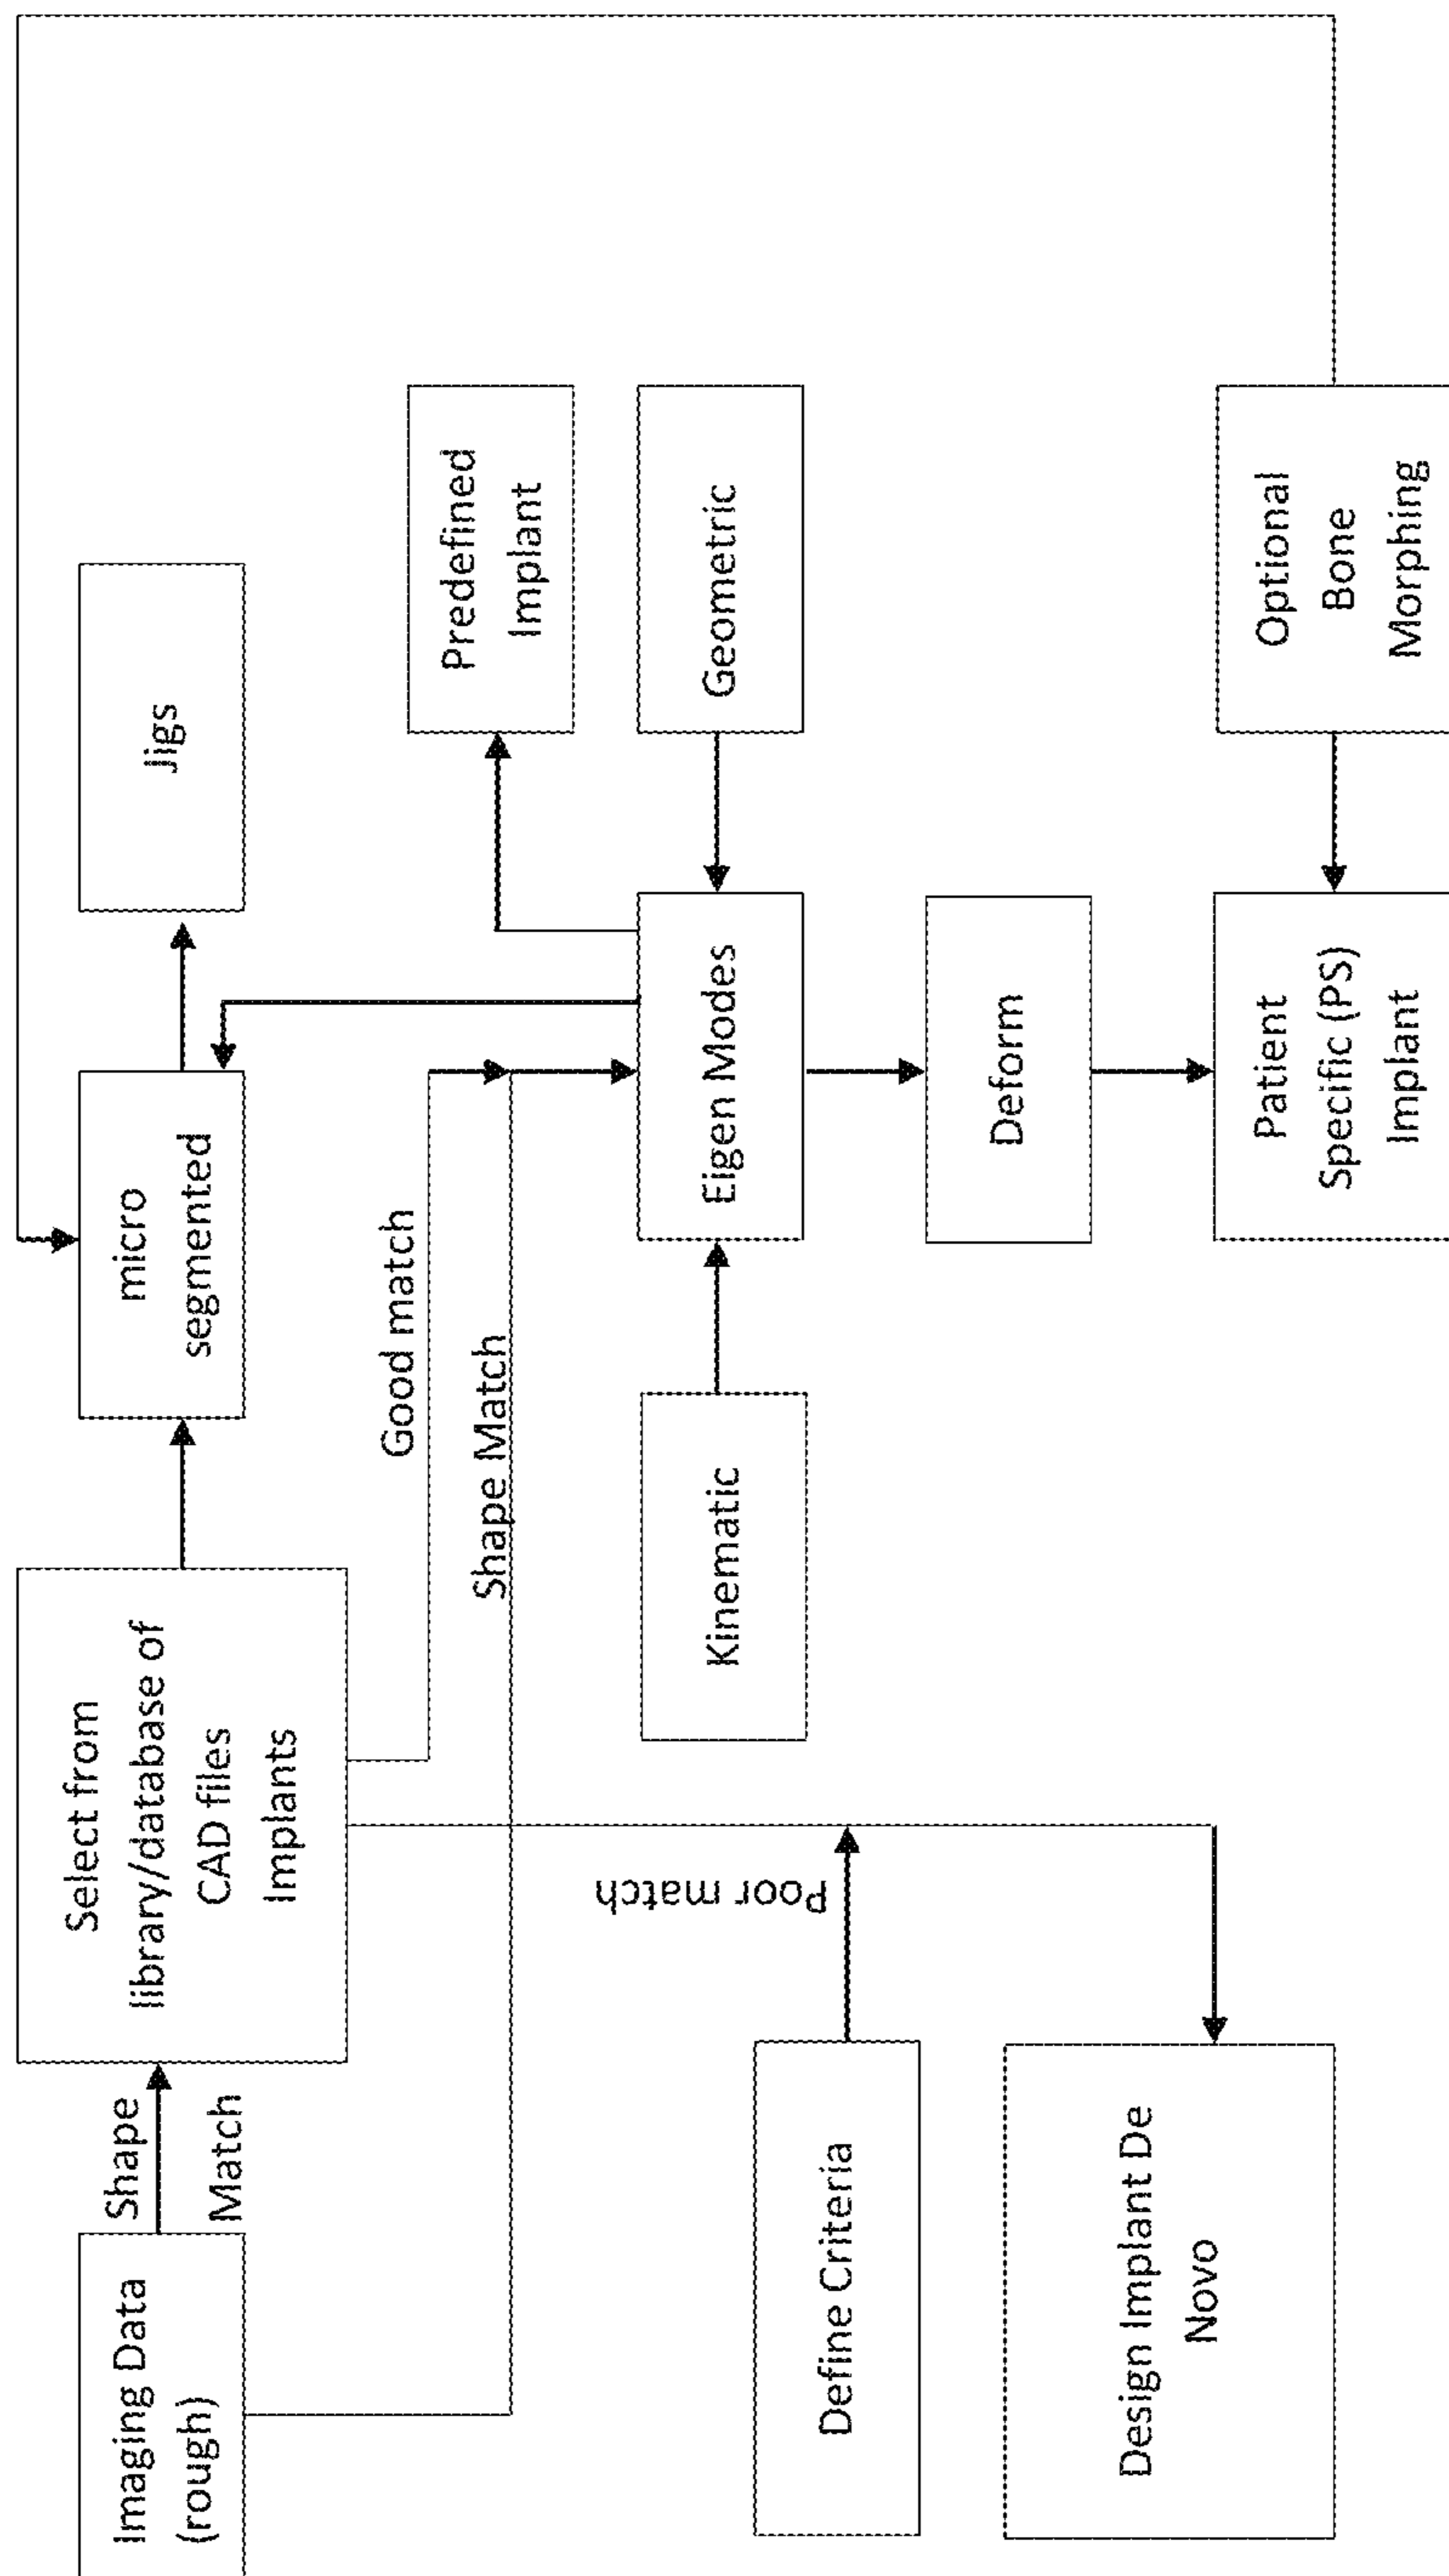 Imaging Data
(rough)
Shape
Match
Select from
library/database of
CAD files
Implants
micro
segmented
Jigs
Good match
Shape Match
Predefined
Implant
Kinematic
Eigen Modes
Geometric
Poor match
Define Criteria
Deform
Design Implant De
Novo
Patient
Specific (PS)
Implant
Optional
Bone
Morphing